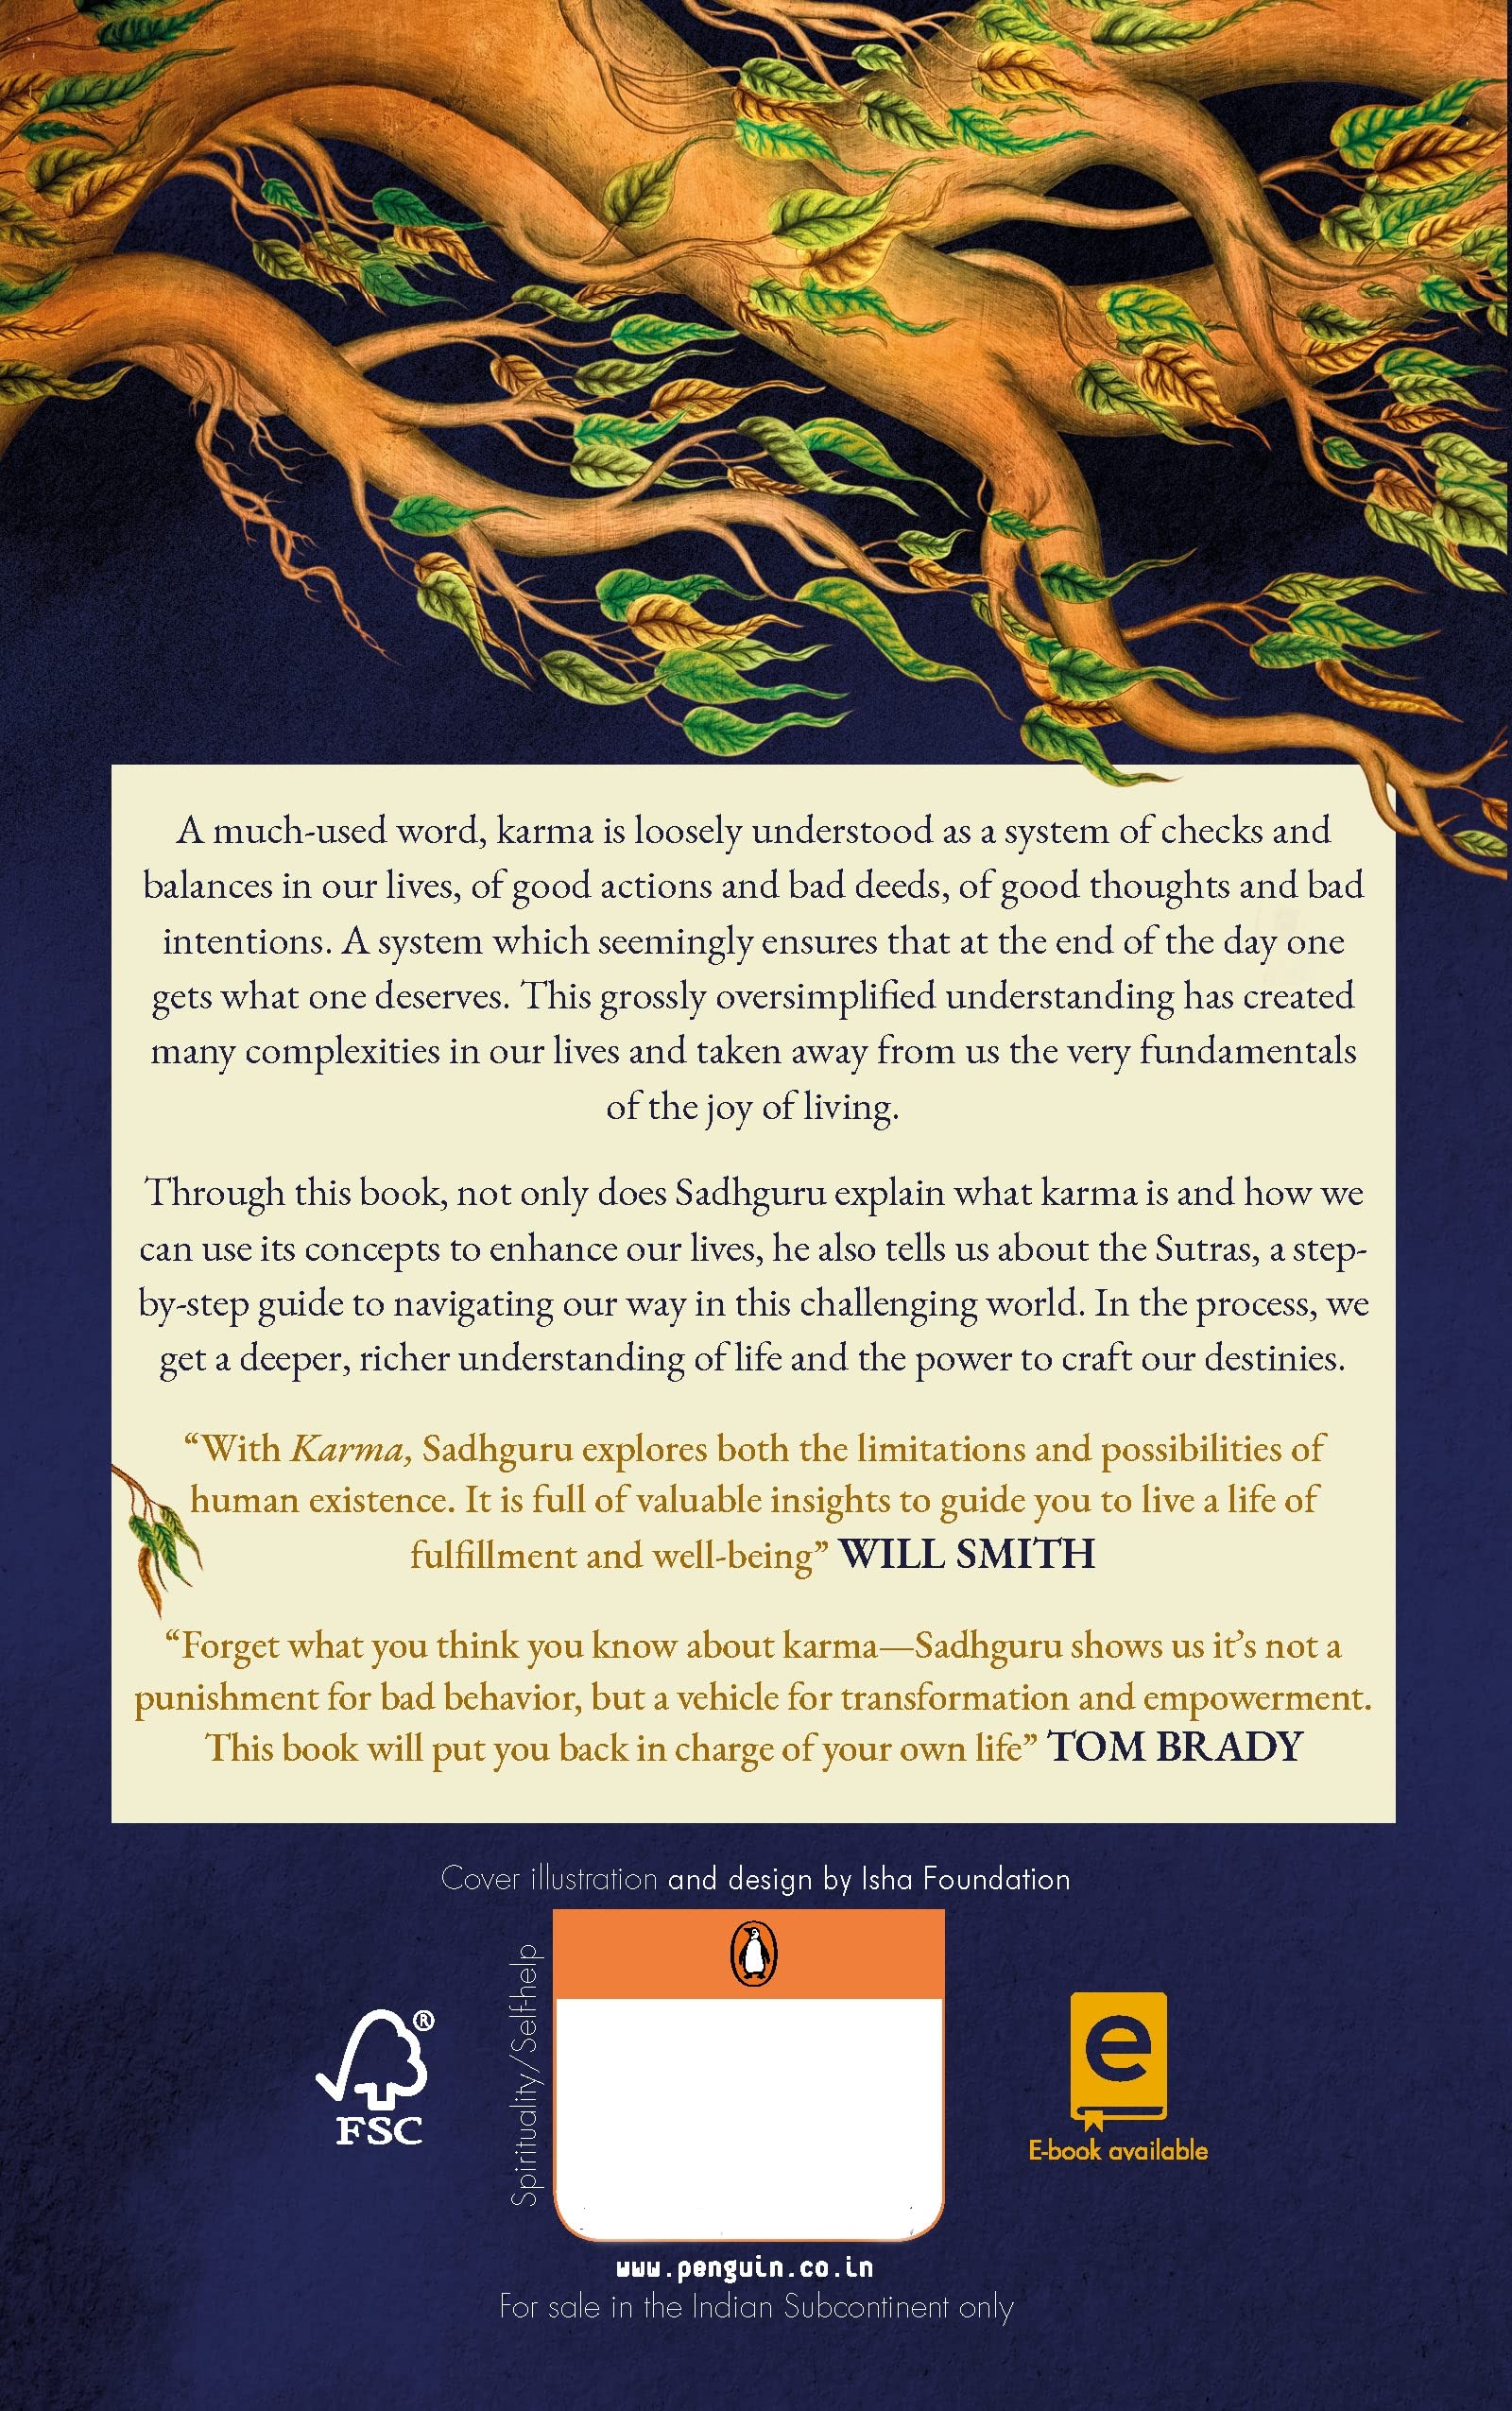 A much-used word, karma is loosely understood as a system of checks and
balances in our lives, of good actions and bad deeds, of good thoughts and bad
intentions. A system which seemingly ensures that at the end of the day one
gets what one deserves. This grossly oversimplified understanding has created
many complexities in our lives and taken away from us the very fundamentals
of the joy of living.
Through this book, not only does Sadhguru explain what karma is and how we
can use its concepts to enhance our lives, he also tells us about the Sutras, a step-
by-step guide to navigating our way in this challenging world. In the process, we
get a deeper, richer understanding of life and the power to craft our destinies.
“With Karma, Sadhguru explores both the limitations and possibilities of
human existence. It is full of valuable insights to guide you to live a life of
fulfillment and well-being” WILL SMITH
“Forget what you think you know about karma—Sadhguru shows us it’s not a
punishment for bad behavior, but a vehicle for transformation and empowerment.
This book will put you back in charge of your own life” TOM BRADY
Cover illustration and design by Isha Foundation
Spirituality/Self-help
®
FSC
e
E-book available
www.penguin.co.in
For sale in the Indian Subcontinent only